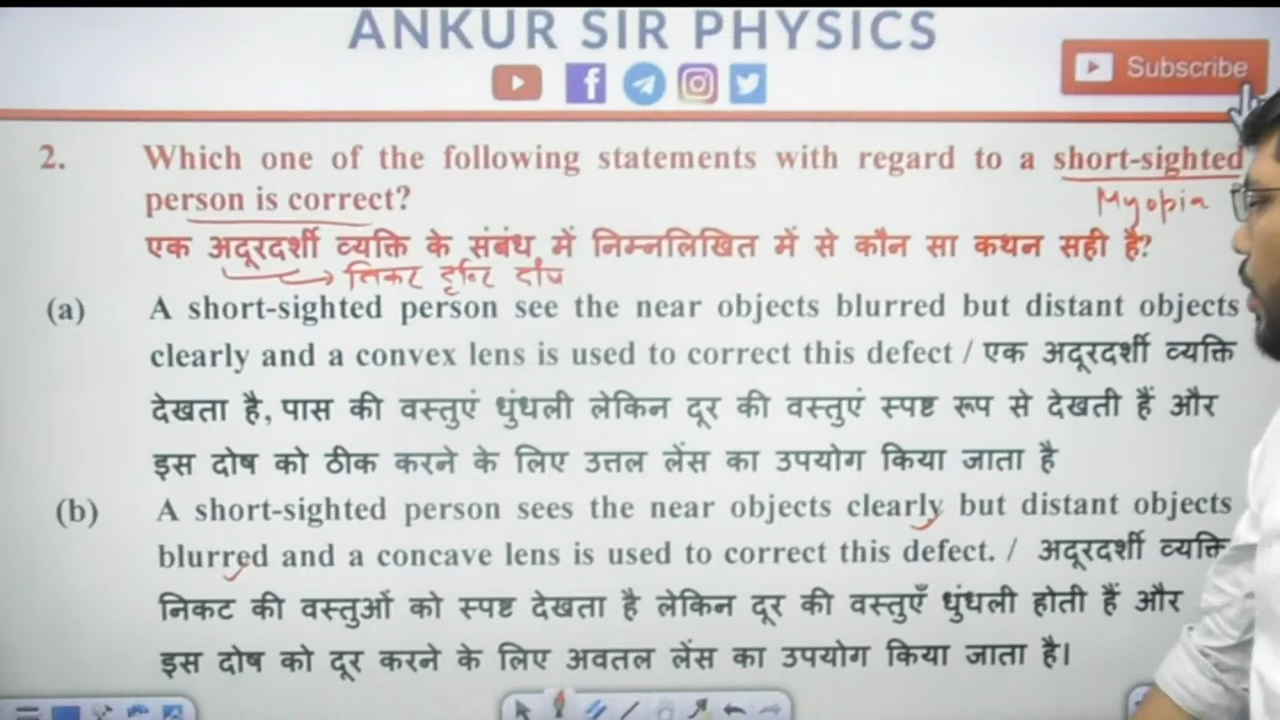 ANKUR SIR PHYSICS
Subscribe
2. Which one of the following statements with regard to a short-sighted
person is correct?
Myopia
एक अदूरदर्शी व्यक्ति के संबंध में निम्नलिखित में से कौन सा कथन सही है?
निकट दृष्टि दोष
(a) A short-sighted person see the near objects blurred but distant objects
clearly and a convex lens is used to correct this defect / एक अदूरदर्शी व्यक्ति
देखता है, पास की वस्तुएं धुंधली लेकिन दूर की वस्तुएं स्पष्ट रूप से देखती हैं और
इस दोष को ठीक करने के लिए उत्तल लेंस का उपयोग किया जाता है
(b) A short-sighted person sees the near objects clearly but distant objects
blurred and a concave lens is used to correct this defect. / अदूरदर्शी व्यक्ति
निकट की वस्तुओं को स्पष्ट देखता है लेकिन दूर की वस्तुएँ धुंधली होती हैं और
इस दोष को दूर करने के लिए अवतल लेंस का उपयोग किया जाता है।